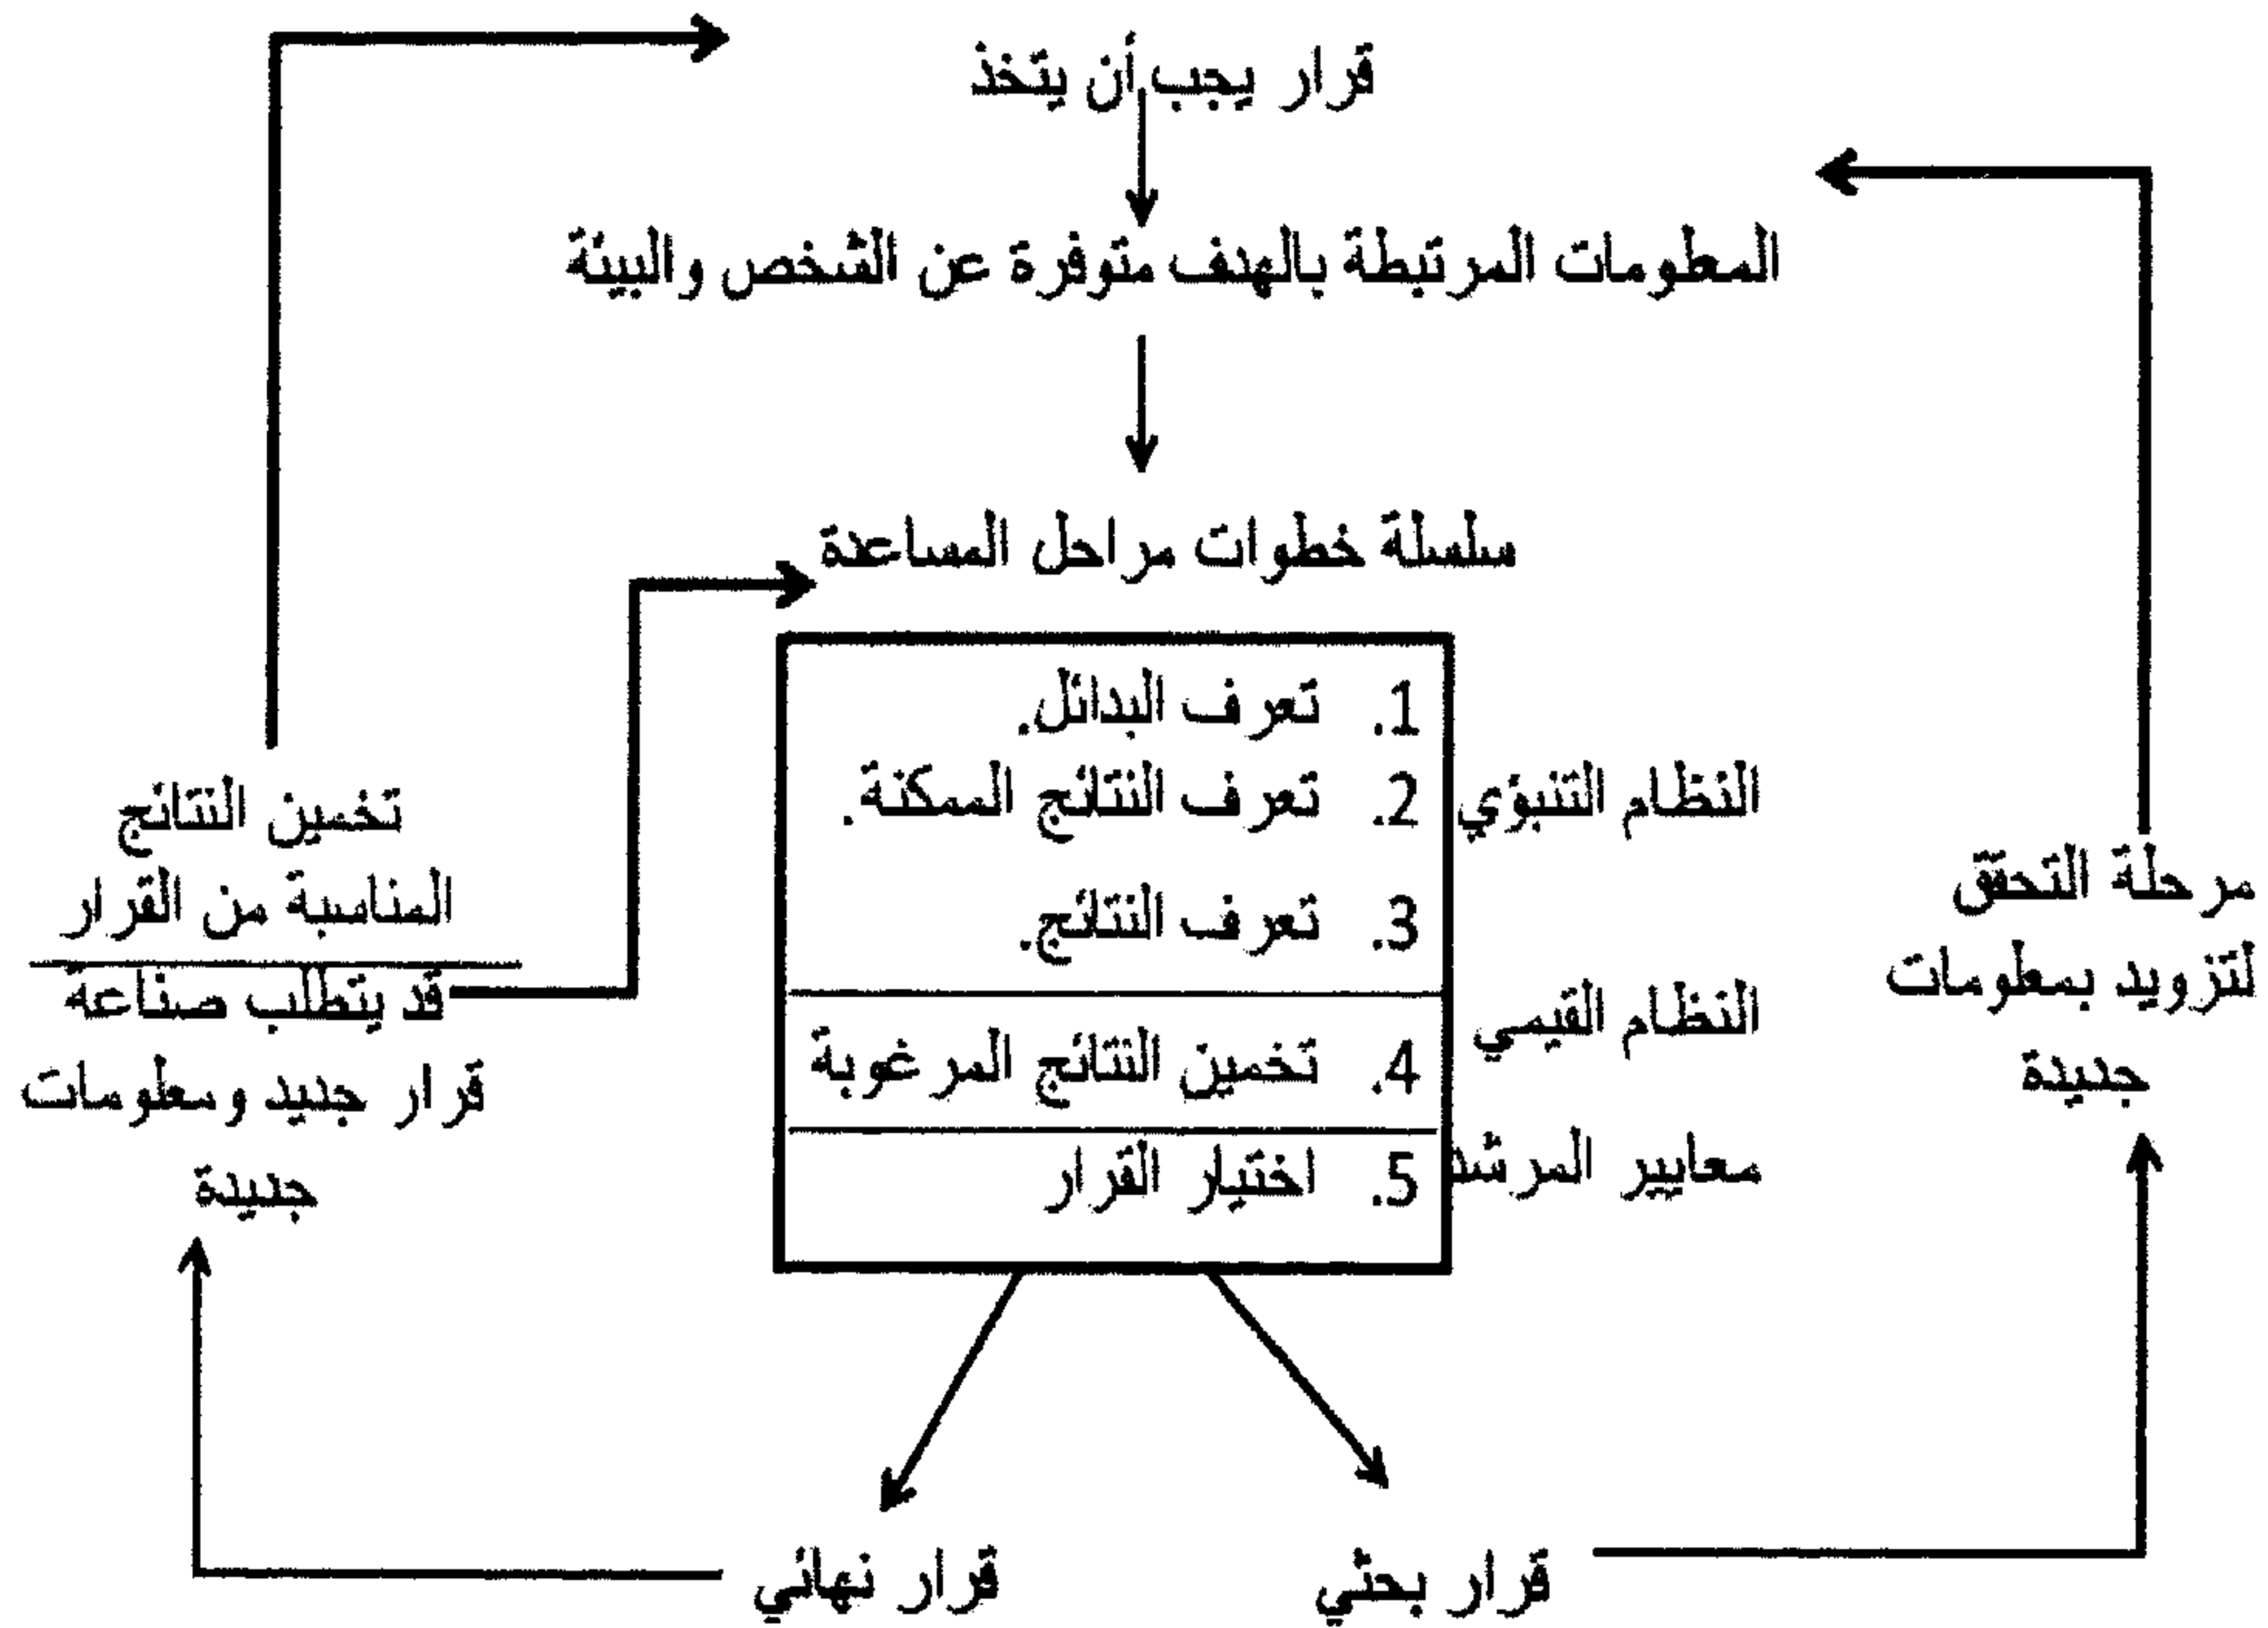 قرار يجب أن يتخذ
المعلومات المرتبطة بالهدف متوفرة عن الشخص والبيئة
سلسلة خطوات مراحل المساعدة
1. تعرف البدائل.
2. تعرف النتائج الممكنة.
3. تعرف النتائج.
4. تخمين النتائج المرغوبة
5. اختيار القرار
النظام التنبؤي
النظام القيمي
معايير المرشد
مرحلة التحقق
لتزويد بمعلومات
جديدة
تخمين النتائج
المناسبة من القرار
قد يتطلب صناعة
قرار جديد ومعلومات
جديدة
قرار بحثي
قرار نهائي